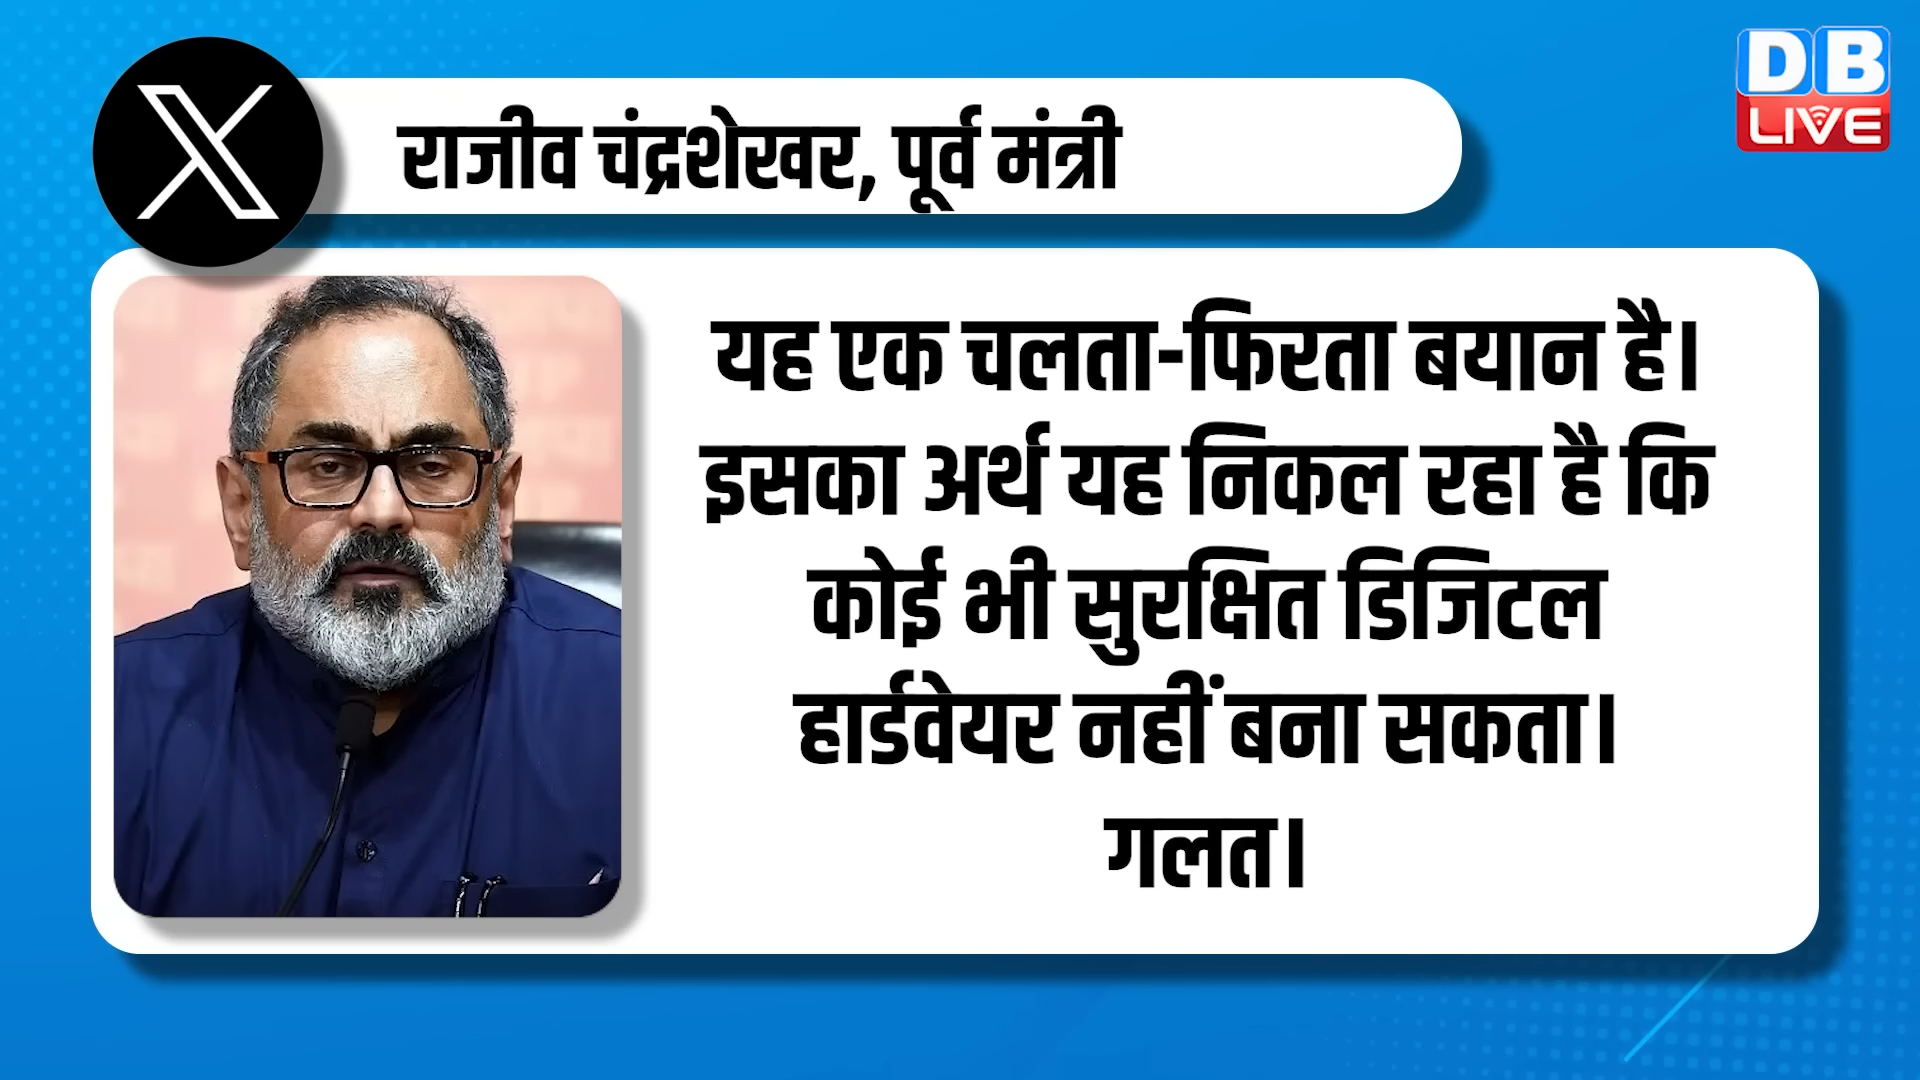 DB
LIVE
राजीव चंद्रशेखर, पूर्व मंत्री
यह एक चलता-फिरता बयान है।
इसका अर्थ यह निकल रहा है कि
कोई भी सुरक्षित डिजिटल
हार्डवेयर नहीं बना सकता।
गलत।